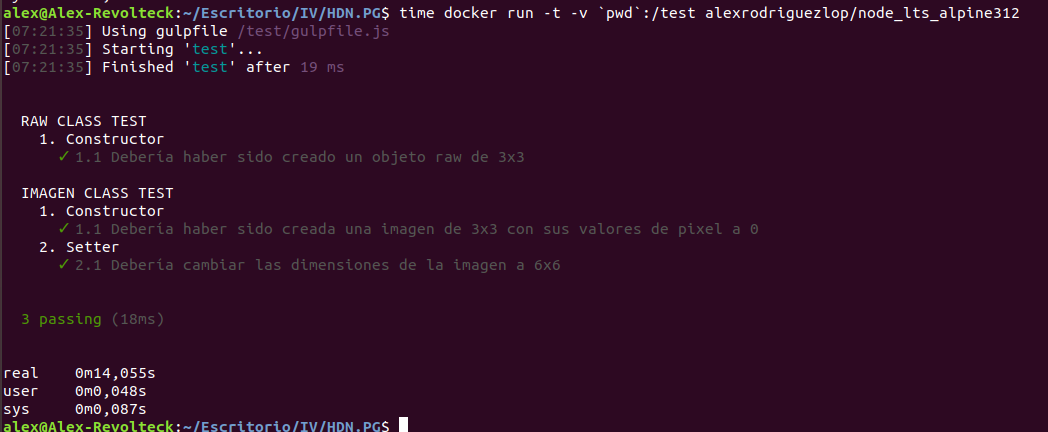 alex@Alex-Revolteck:~/Escritorio/IV/HDN.PG$ time docker run -t -v `pwd`:/test alexrodriguezlop/node_lts_alpine312
[07:21:35] Using gulpfile /test/gulpfile.js
[07:21:35] Starting 'test'...
[07:21:35] Finished 'test' after 19 ms
RAW CLASS TEST
1. Constructor
✓ 1.1 Debería haber sido creado un objeto raw de 3x3
IMAGEN CLASS TEST
1. Constructor
✓ 1.1 Debería haber sido creada una imagen de 3x3 con sus valores de pixel a 0
2. Setter
✓ 2.1 Debería cambiar las dimensiones de la imagen a 6x6
3 passing (18ms)
real 0m14,055s
user 0m0,048s
sys 0m0,087s
alex@Alex-Revolteck:~/Escritorio/IV/HDN.PG$